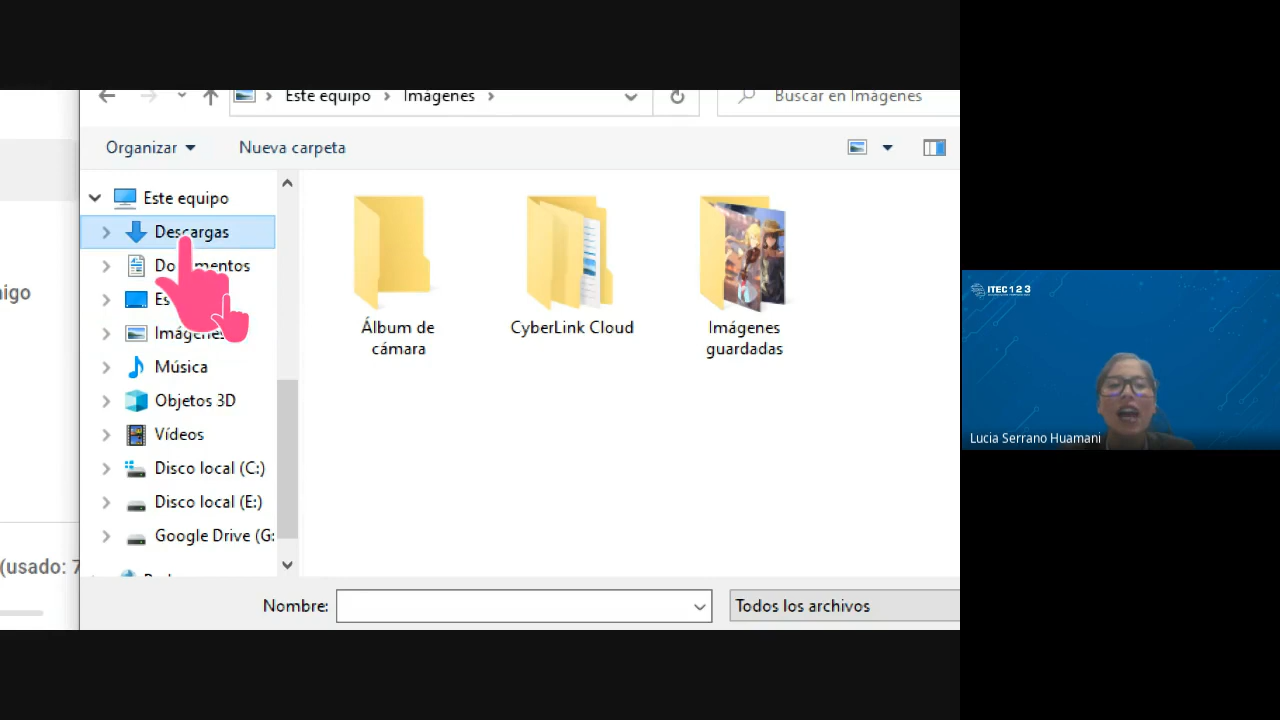 Este equipo
Imágenes
Buscar en Imágenes
Organizar
Nueva carpeta
Este equipo
Descargas
Documentos
Es
Imágenes
Música
Objetos 3D
Vídeos
Disco local (C:)
Disco local (E:)
Google Drive (G:
Álbum de
cámara
CyberLink Cloud
Imágenes
guardadas
Nombre:
Todos los archivos
nigo
(usado: 7
ITEC 1 2 3
Lucia Serrano Huamani